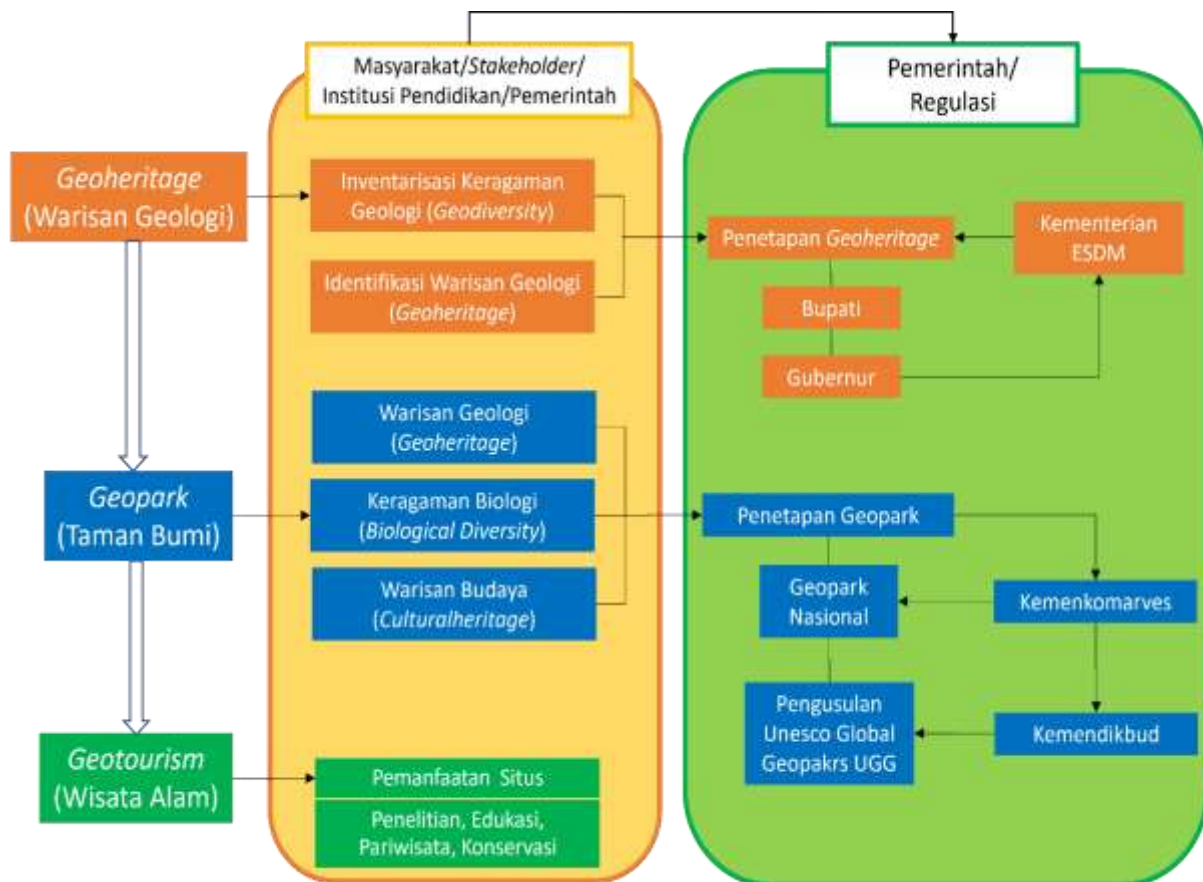 Masyarakat/Stakeholder/
Institusi Pendidikan/Pemerintah
Pemerintah/
Regulasi
Geoheritage
(Warisan Geologi)
Inventarisasi Keragaman
Geologi (Geodiversity)
Identifikasi Warisan Geologi
(Geoheritage)
Penetapan Geoheritage
Kementerian
ESDM
Bupati
Gubernur
Geopark
(Taman Bumi)
Warisan Geologi
(Geoheritage)
Keragaman Biologi
(Biological Diversity)
Warisan Budaya
(Culturalheritage)
Penetapan Geopark
Geopark
Nasional
Kemenkomarves
Pengusulan
Unesco Global
Geopakrs UGG
Kemendikbud
Geotourism
(Wisata Alam)
Pemanfaatan Situs
Penelitian, Edukasi,
Pariwisata, Konservasi